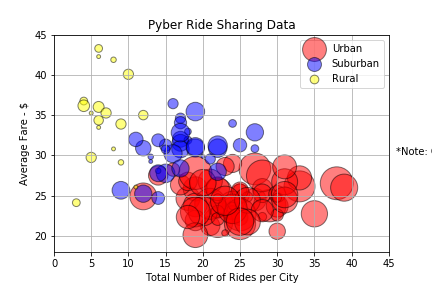 Pyber Ride Sharing Data
Average Fare - $
45
40
35
30
25
20
Urban
Suburban
Rural
*Note:
0
5
10
15
20
25
30
35
40
45
Total Number of Rides per City